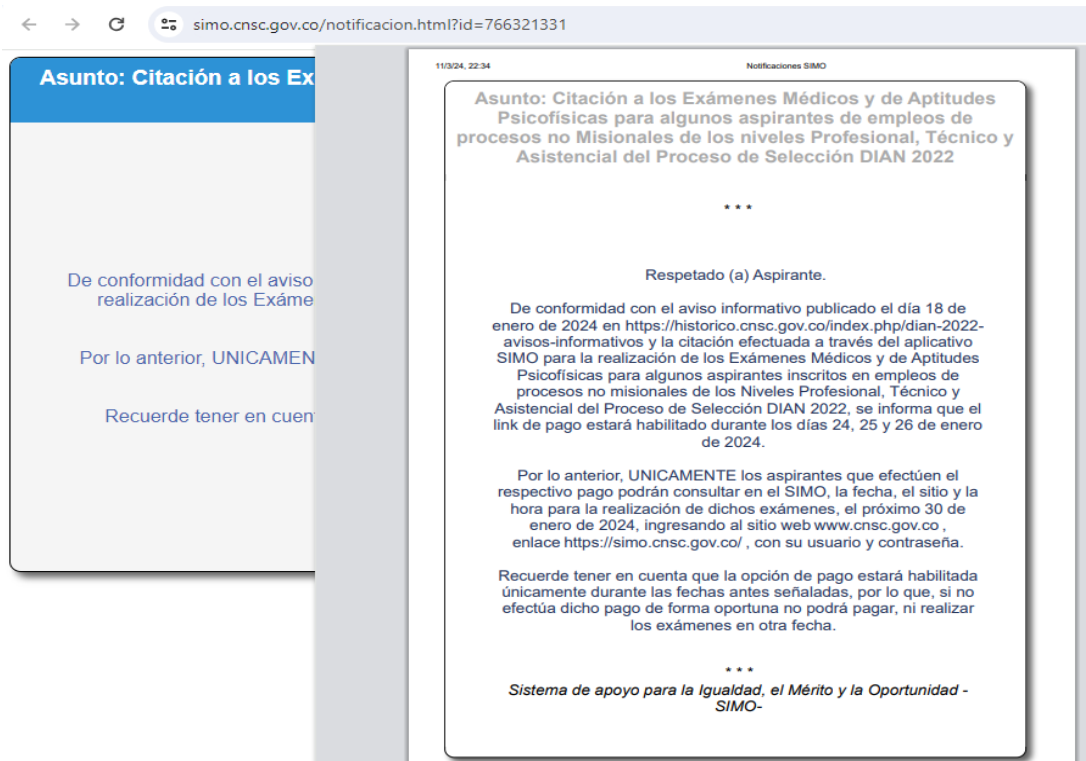 simo.cnsc.gov.co/notificacion.html?id=766321331
Asunto: Citación a los Ex
De conformidad con el aviso
realización de los Exáme
Por lo anterior, UNICAMEN
Recuerde tener en cuen
11/3/24, 22:34
Notificaciones SIMO
Asunto: Citación a los Exámenes Médicos y de Aptitudes
Psicofísicas para algunos aspirantes de empleos de
procesos no Misionales de los niveles Profesional, Técnico y
Asistencial del Proceso de Selección DIAN 2022
* * *
Respetado (a) Aspirante.
De conformidad con el aviso informativo publicado el día 18 de
enero de 2024 en https://historico.cnsc.gov.co/index.php/dian-2022-
avisos-informativos y la citación efectuada a través del aplicativo
SIMO para la realización de los Exámenes Médicos y de Aptitudes
Psicofísicas para algunos aspirantes inscritos en empleos de
procesos no misionales de los Niveles Profesional, Técnico y
Asistencial del Proceso de Selección DIAN 2022, se informa que el
link de pago estará habilitado durante los días 24, 25 y 26 de enero
de 2024.
Por lo anterior, UNICAMENTE los aspirantes que efectúen el
respectivo pago podrán consultar en el SIMO, la fecha, el sitio y la
hora para la realización de dichos exámenes, el próximo 30 de
enero de 2024, ingresando al sitio web www.cnsc.gov.co ,
enlace https://simo.cnsc.gov.co/ , con su usuario y contraseña.
Recuerde tener en cuenta que la opción de pago estará habilitada
únicamente durante las fechas antes señaladas, por lo que, si no
efectúa dicho pago de forma oportuna no podrá pagar, ni realizar
los exámenes en otra fecha.
* * *
Sistema de apoyo para la Igualdad, el Mérito y la Oportunidad -
SIMO-